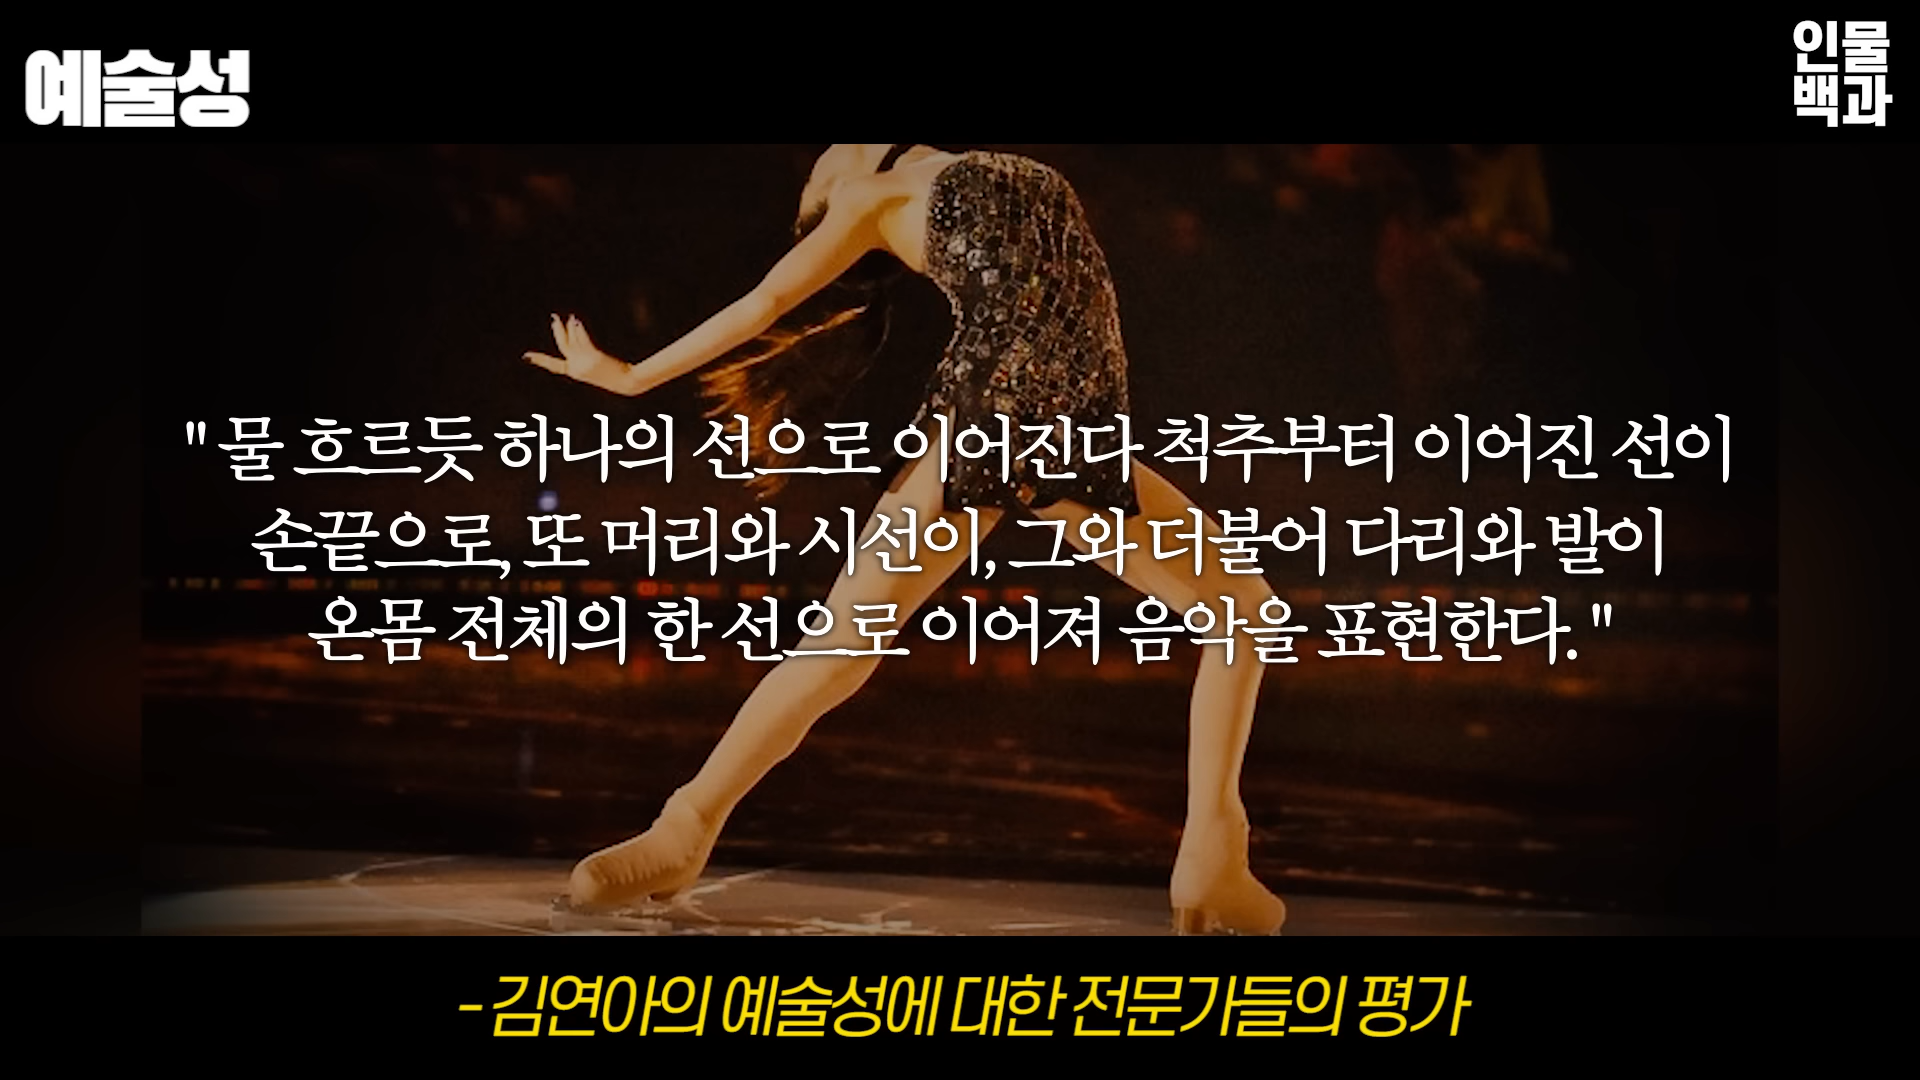 예술성
인물
백과
" 물 흐르듯 하나의 선으로 이어진다 척추부터 이어진 선이
손끝으로, 또 머리와 시선이, 그와 더불어 다리와 발이
온몸 전체의 한 선으로 이어져 음악을 표현한다. "
- 김연아의 예술성에 대한 전문가들의 평가